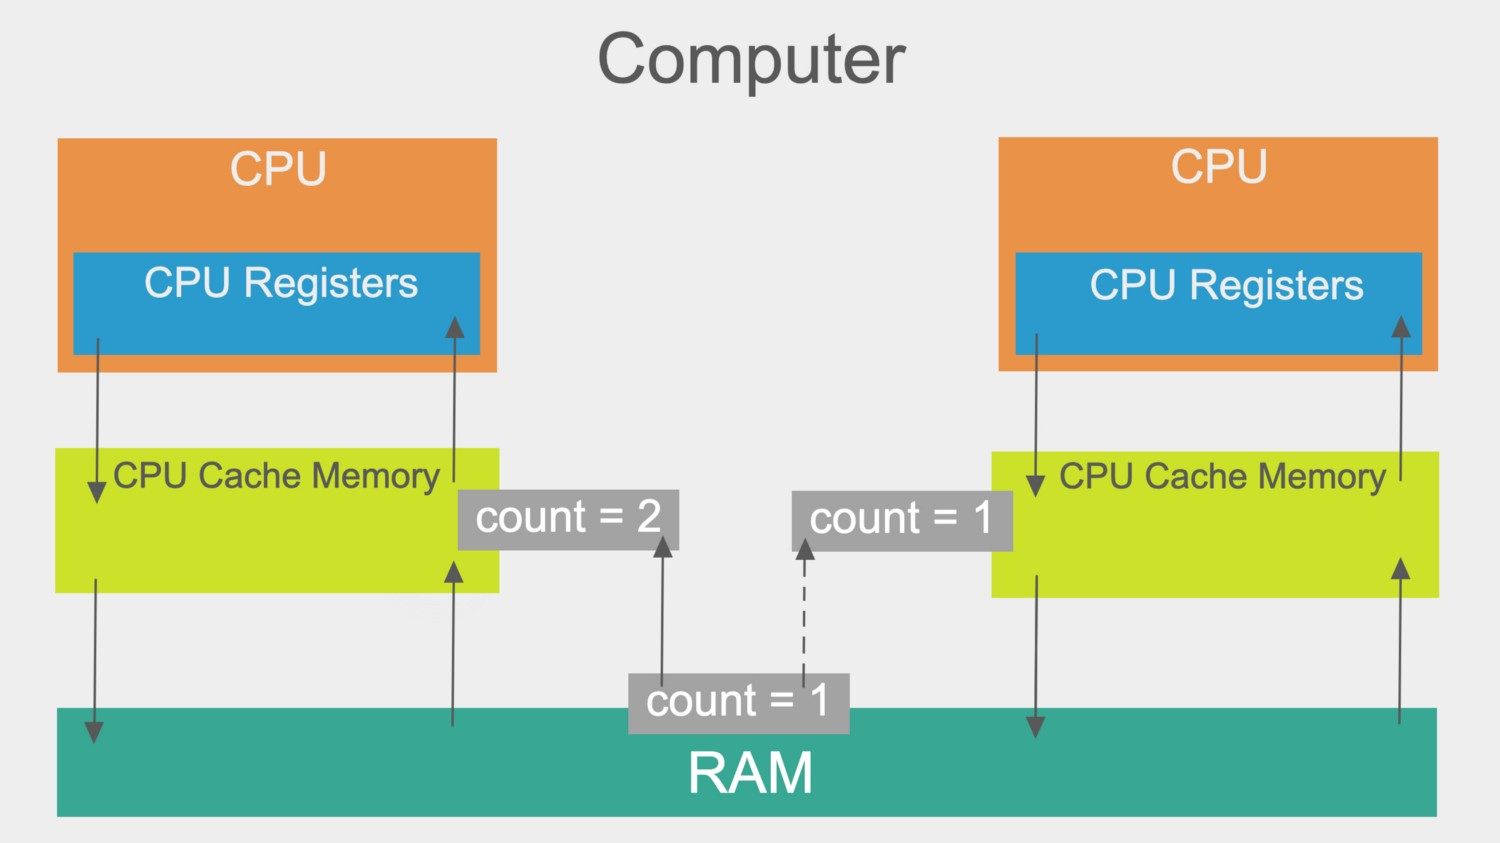 Computer
CPU
CPU
CPU Registers
CPU Registers
CPU Cache Memory
CPU Cache Memory
count = 2
count = 1
count = 1
RAM